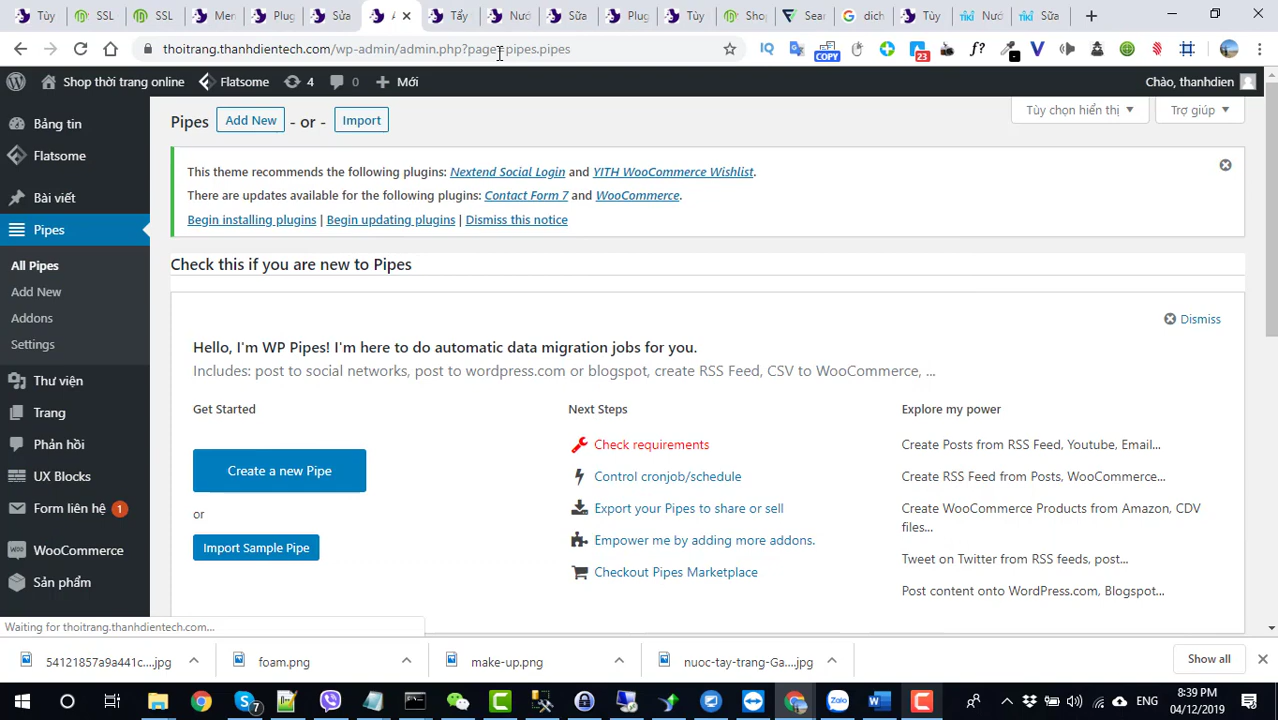 SSL
SSL
Mer
Plug
Sửa
A
Tẩy
Nướ
Sữa
Plug
Tùy
Sho
Sear
dich
Tùy
Nướ
Sữa
thoitrang.thanhdientech.com/wp-admin/admin.php?page=pipes.pipes
IQ
COPY
23
f?
Shop thời trang online
Flatsome
4
0
Mới
Chào, thanhdien
Bảng tin
Flatsome
Bài viết
Pipes
All Pipes
Add New
Addons
Settings
Thư viện
Trang
Phản hồi
UX Blocks
Form liên hệ 1
WooCommerce
Sản phẩm
Pipes
Add New
- or -
Import
Tùy chọn hiển thị
Trợ giúp
This theme recommends the following plugins: Nextend Social Login and YITH WooCommerce Wishlist.
There are updates available for the following plugins: Contact Form 7 and WooCommerce.
Begin installing plugins | Begin updating plugins | Dismiss this notice
Check this if you are new to Pipes
Dismiss
Hello, I'm WP Pipes! I'm here to do automatic data migration jobs for you.
Includes: post to social networks, post to wordpress.com or blogspot, create RSS Feed, CSV to WooCommerce, ...
Get Started
Create a new Pipe
or
Import Sample Pipe
Next Steps
Check requirements
Control cronjob/schedule
Export your Pipes to share or sell
Empower me by adding more addons.
Checkout Pipes Marketplace
Explore my power
Create Posts from RSS Feed, Youtube, Email...
Create RSS Feed from Posts, WooCommerce...
Create WooCommerce Products from Amazon, CDV
files...
Tweet on Twitter from RSS feeds, post...
Post content onto WordPress.com, Blogspot...
Waiting for thoitrang.thanhdientech.com...
54121857a9a441c....jpg
foam.png
make-up.png
nuoc-tay-trang-Ga....jpg
Show all
7
ENG
8:39 PM
04/12/2019